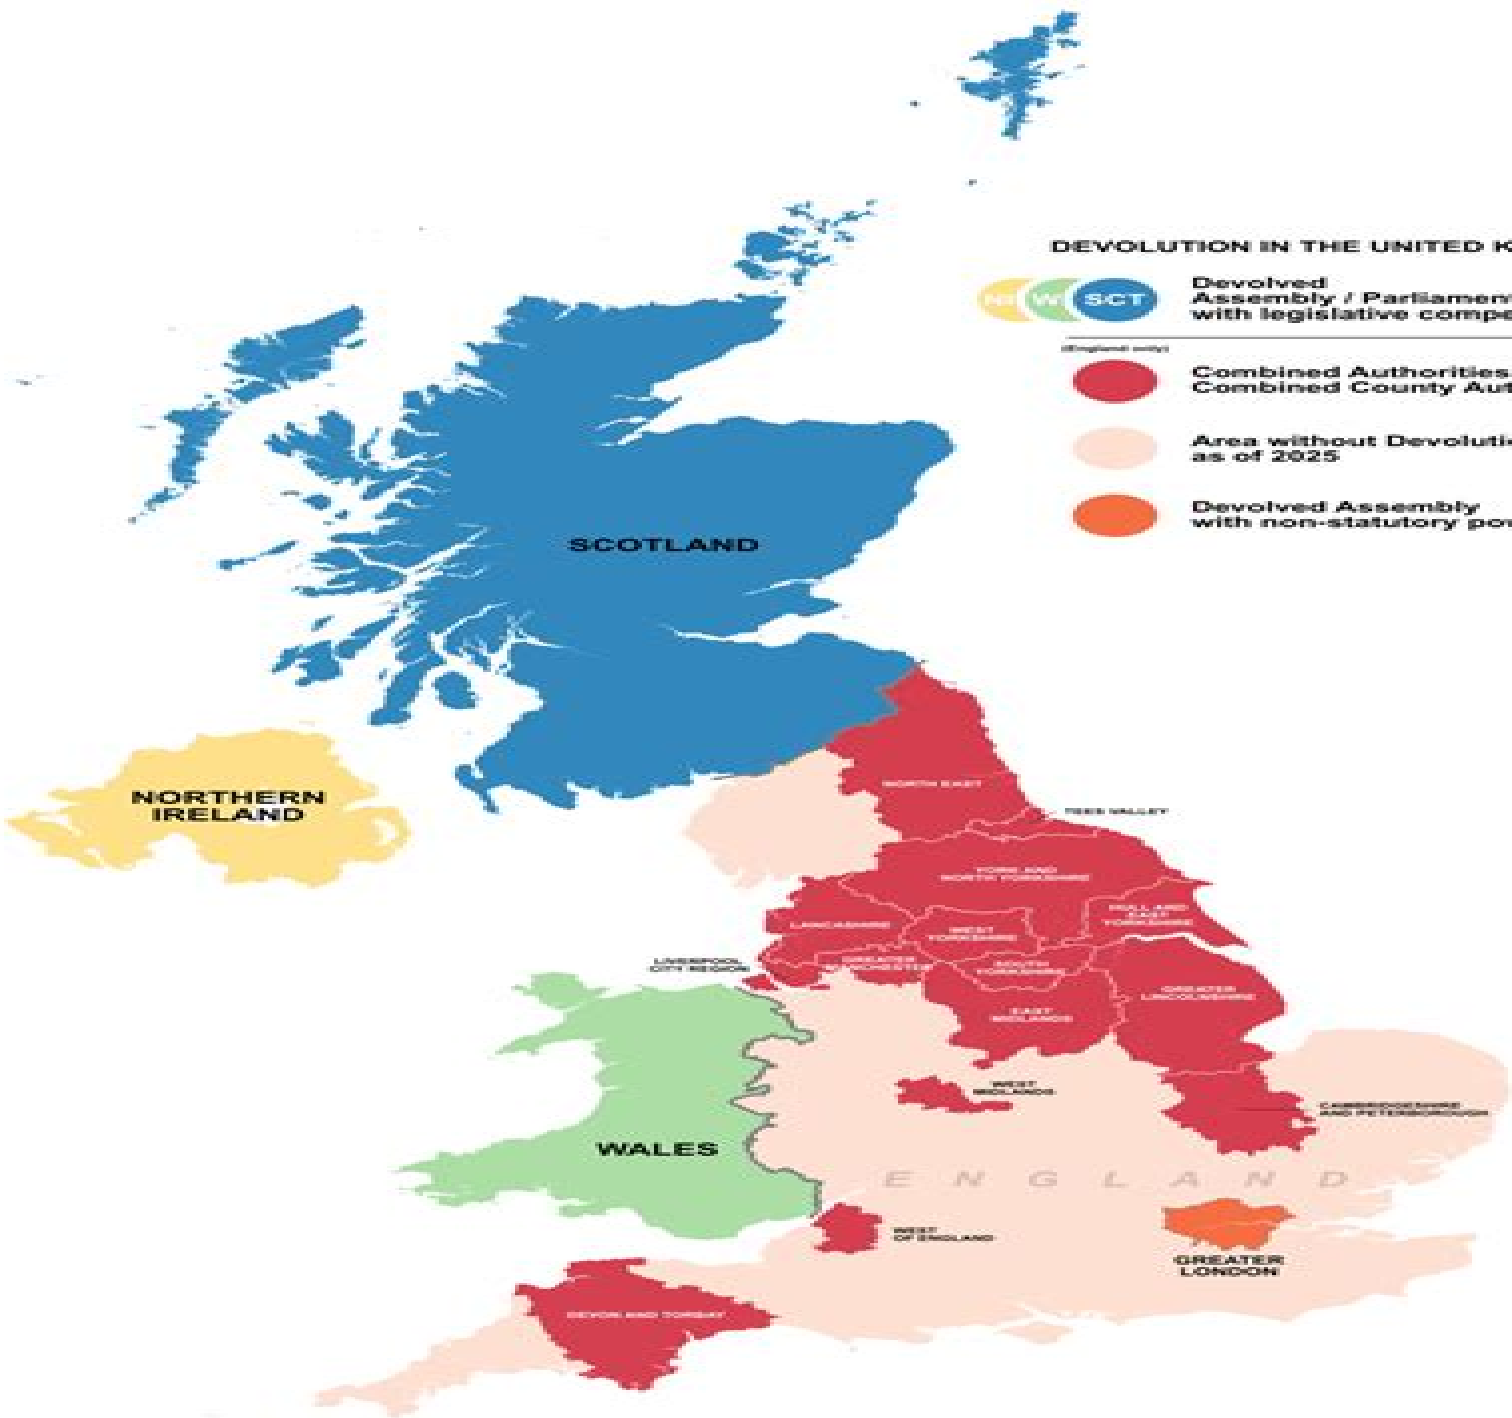 DEVOLUTION IN THE UNITED K
NI W SCT
Devolved
Assembly / Parliamen
with legislative compe
(England only)
Combined Authorities
Combined County Aut
Area without Devoluti
as of 2025
Devolved Assembly
with non-statutory po
SCOTLAND
NORTHERN
IRELAND
NORTH EAST
TEES VALLEY
YORK AND
NORTH YORKSHIRE
HULL AND
EAST
YORKSHIRE
LANCASHIRE
WEST
YORKSHIRE
LIVERPOOL
CITY REGION
GREATER
MANCHESTER
SOUTH
YORKSHIRE
GREATER
LINCOLNSHIRE
EAST
MIDLANDS
WEST
MIDLANDS
CAMBRIDGESHIRE
AND PETERBOROUGH
WALES
ENGLAND
WEST
OF ENGLAND
GREATER
LONDON
DEVON AND TORBAY